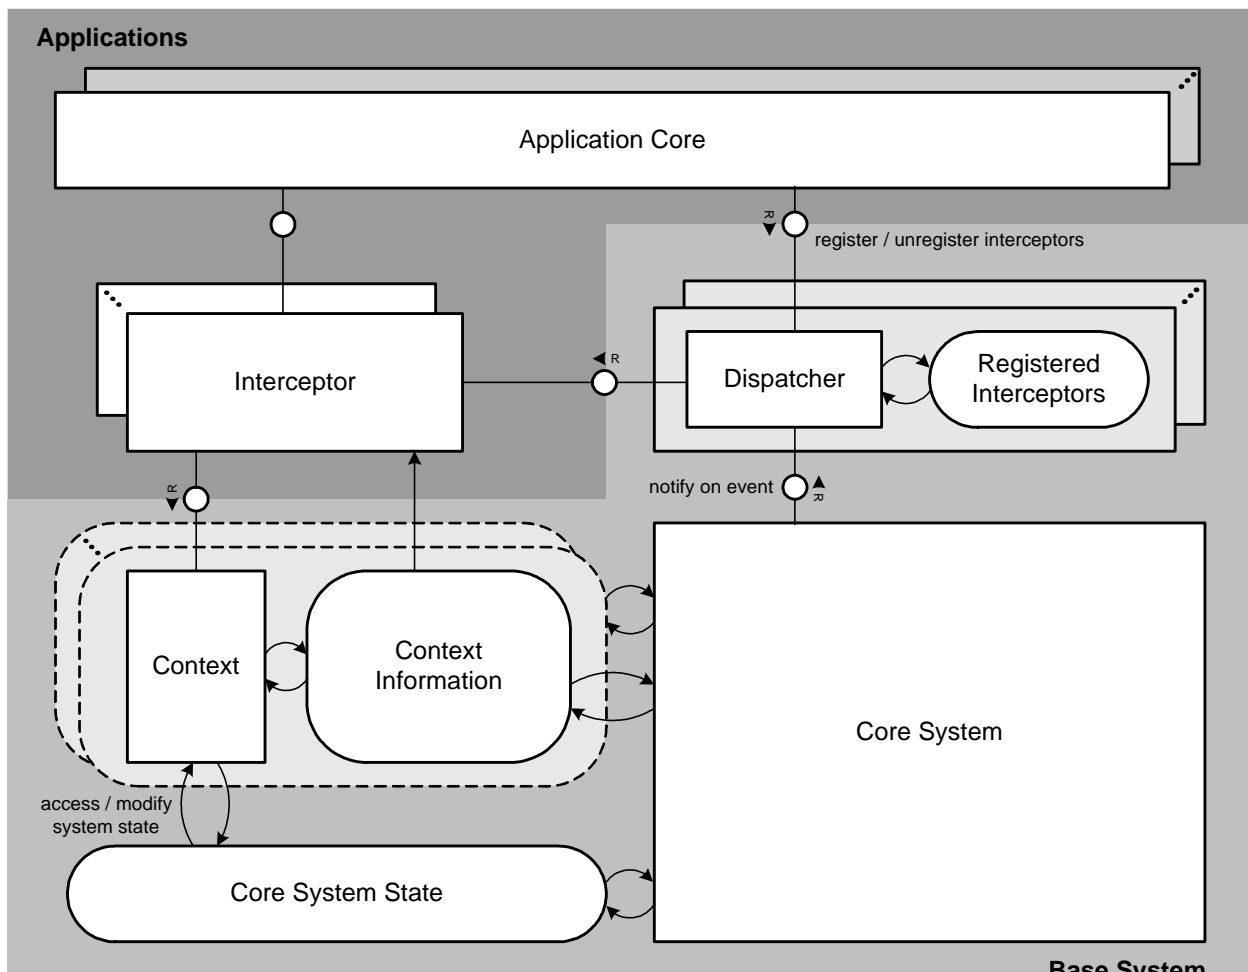 Applications
Application Core
R
register / unregister interceptors
R
Interceptor
Dispatcher
Registered
Interceptors
R
notify on event
R
Context
Context
Information
Core System
access / modify
system state
Core System State
Base System